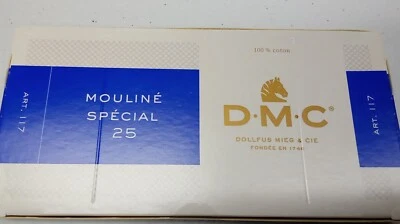 100% coton
ART. 117
MOULINÉ
SPÉCIAL
25
D·M·C®
DOLLFUS MIEG & CIE
FONDÉE EN 1746
ART. 117